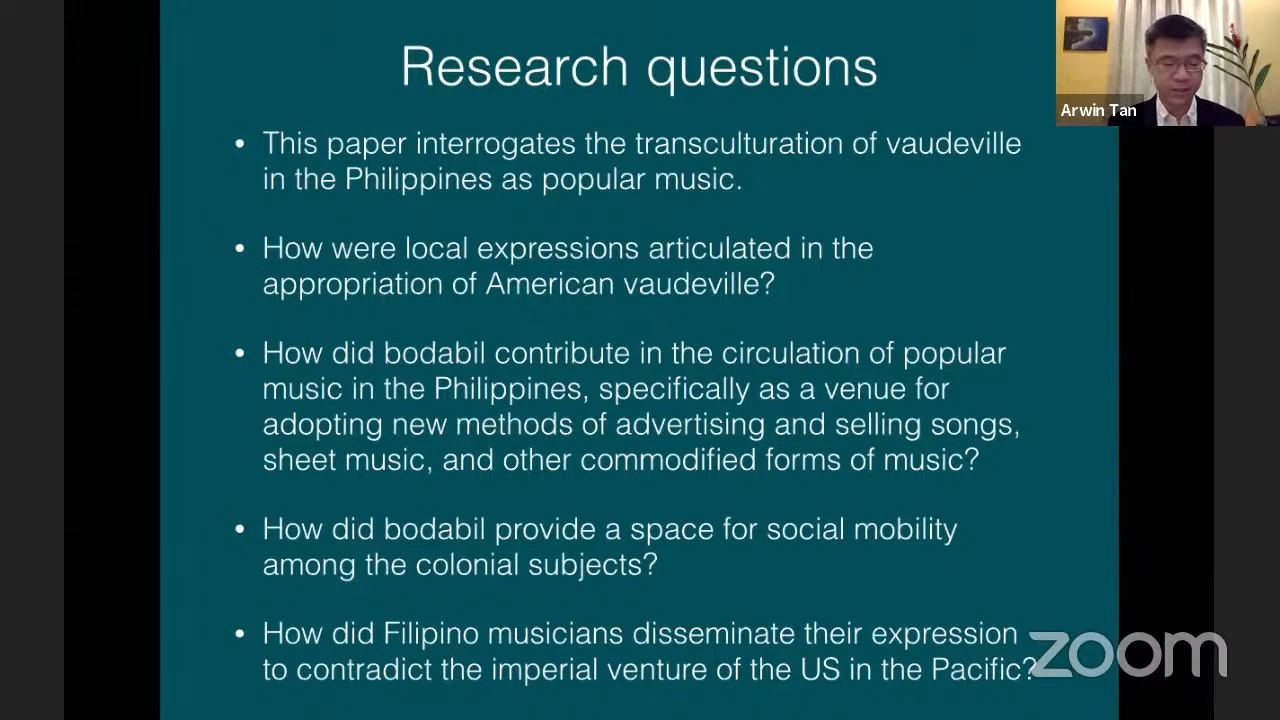 Research questions
• This paper interrogates the transculturation of vaudeville
in the Philippines as popular music.
• How were local expressions articulated in the
appropriation of American vaudeville?
• How did bodabil contribute in the circulation of popular
music in the Philippines, specifically as a venue for
adopting new methods of advertising and selling songs,
sheet music, and other commodified forms of music?
• How did bodabil provide a space for social mobility
among the colonial subjects?
• How did Filipino musicians disseminate their expression
to contradict the imperial venture of the US in the Pacific?
Arwin Tan
zoom